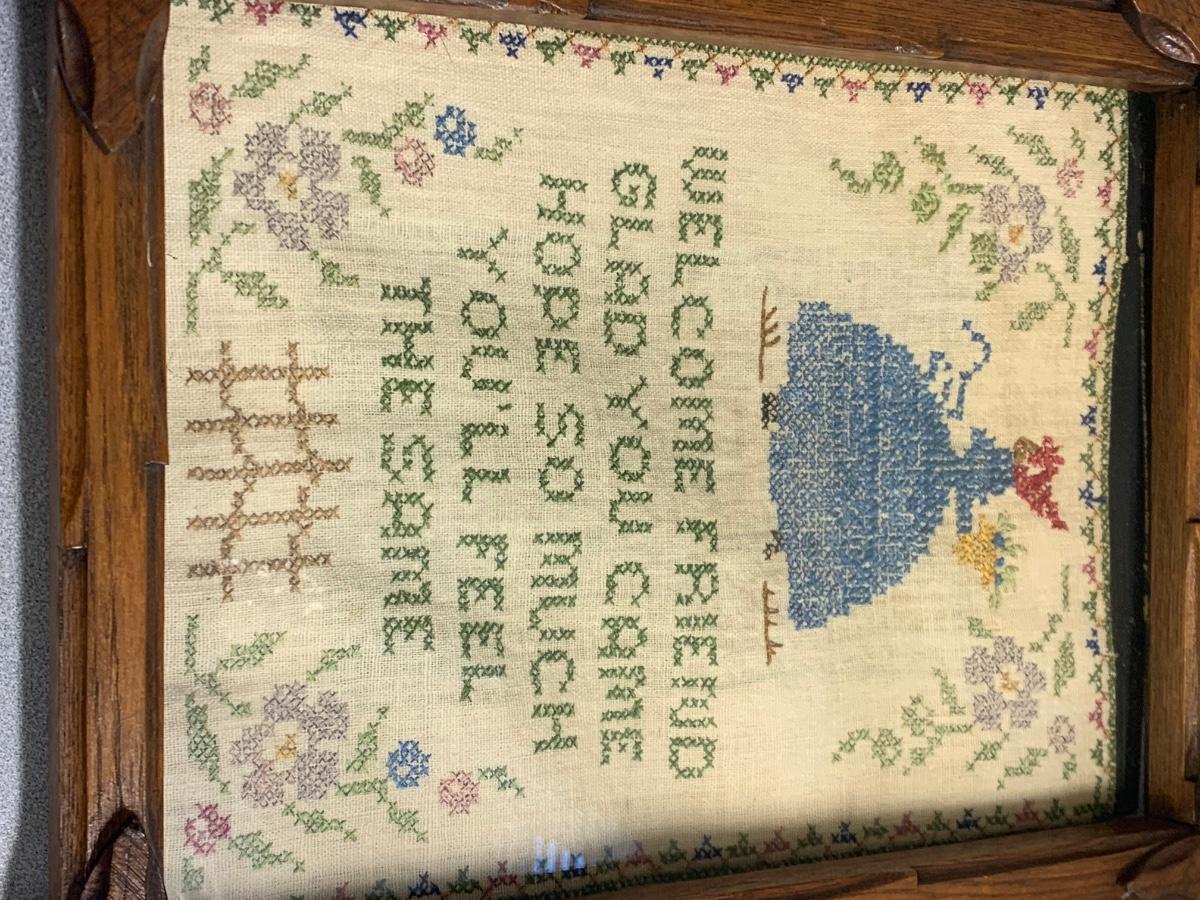 WELCOME FRIEND
GLAD YOU CAME
HOPE SO MUCH
YOU'LL FEEL
THE SAME